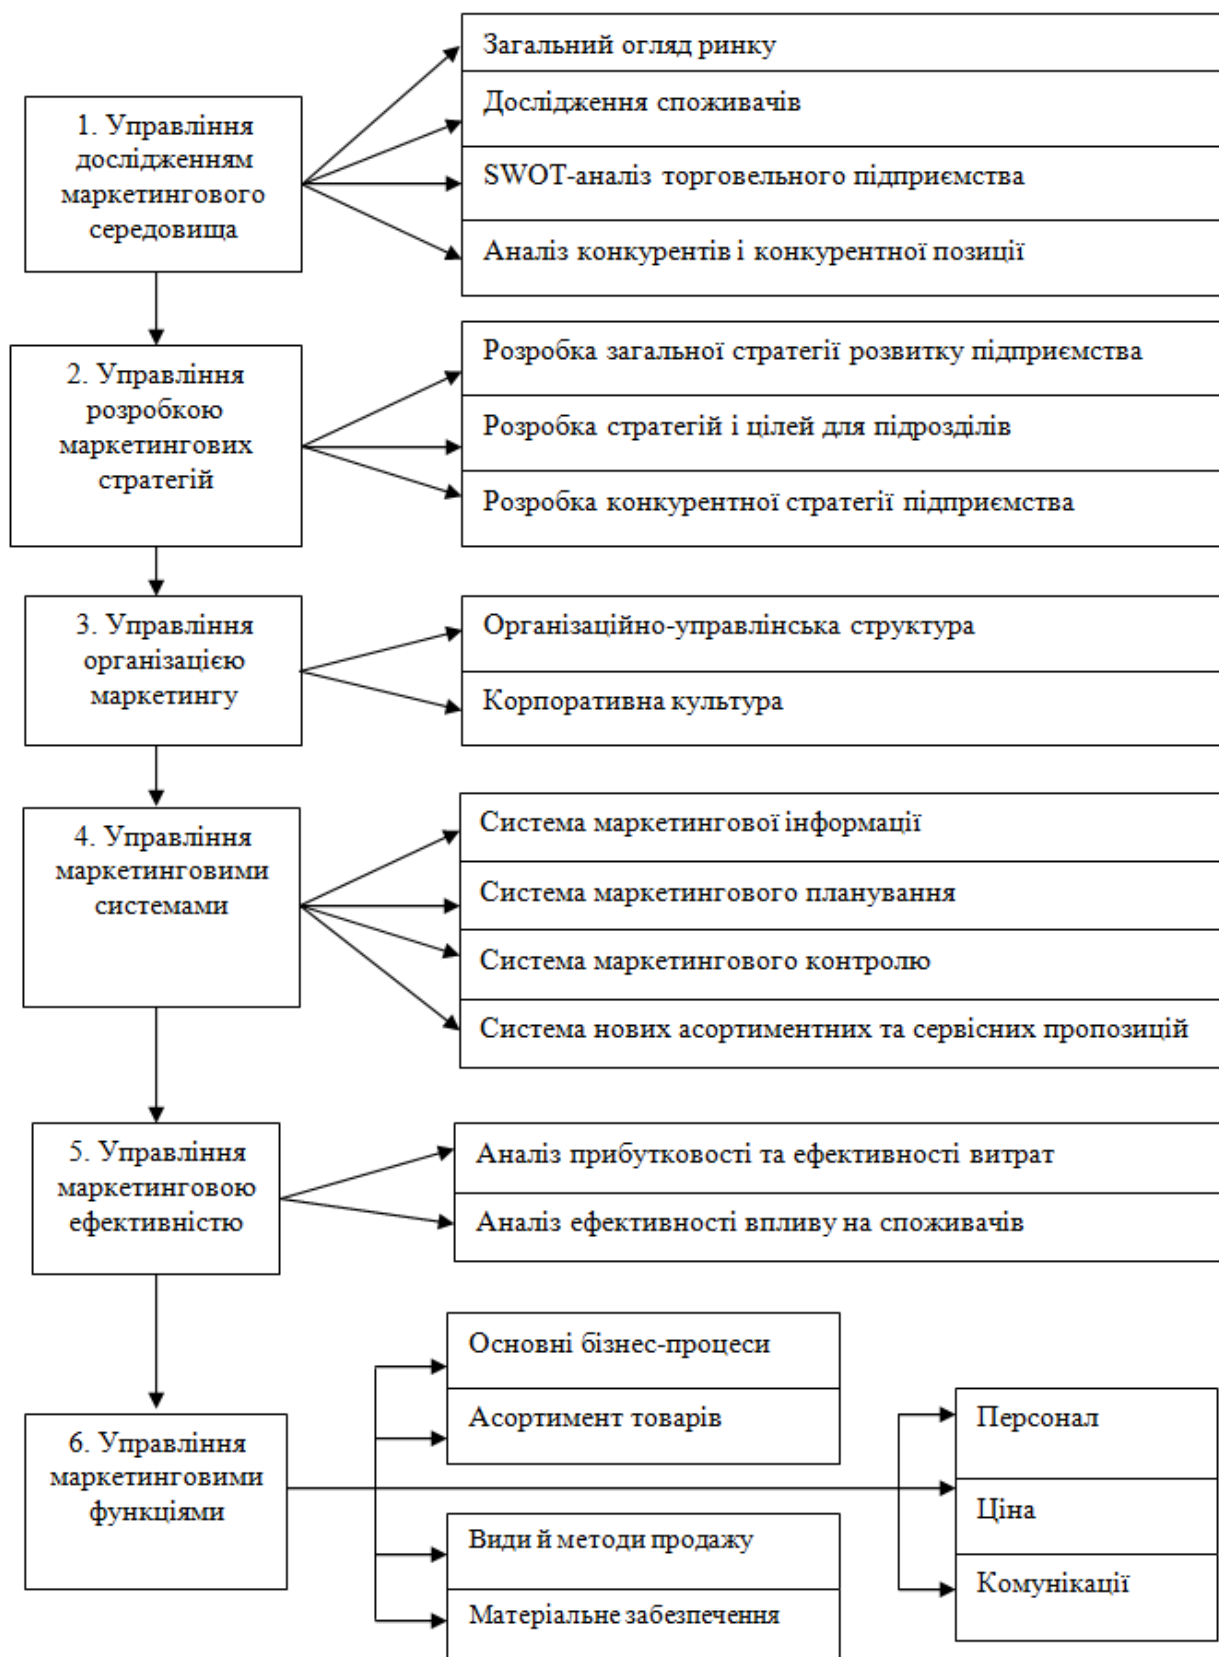 1. Управління
дослідженням
маркетингового
середовища
Загальний огляд ринку
Дослідження споживачів
SWOT-аналіз торговельного підприємства
Аналіз конкурентів і конкурентної позиції
2. Управління
розробкою
маркетингових
стратегій
Розробка загальної стратегії розвитку підприємства
Розробка стратегій і цілей для підрозділів
Розробка конкурентної стратегії підприємства
3. Управління
організацією
маркетингу
Організаційно-управлінська структура
Корпоративна культура
4. Управління
маркетинговими
системами
Система маркетингової інформації
Система маркетингового планування
Система маркетингового контролю
Система нових асортиментних та сервісних пропозицій
5. Управління
маркетинговою
ефективністю
Аналіз прибутковості та ефективності витрат
Аналіз ефективності впливу на споживачів
6. Управління
маркетинговими
функціями
Основні бізнес-процеси
Асортимент товарів
Види й методи продажу
Матеріальне забезпечення
Персонал
Ціна
Комунікації